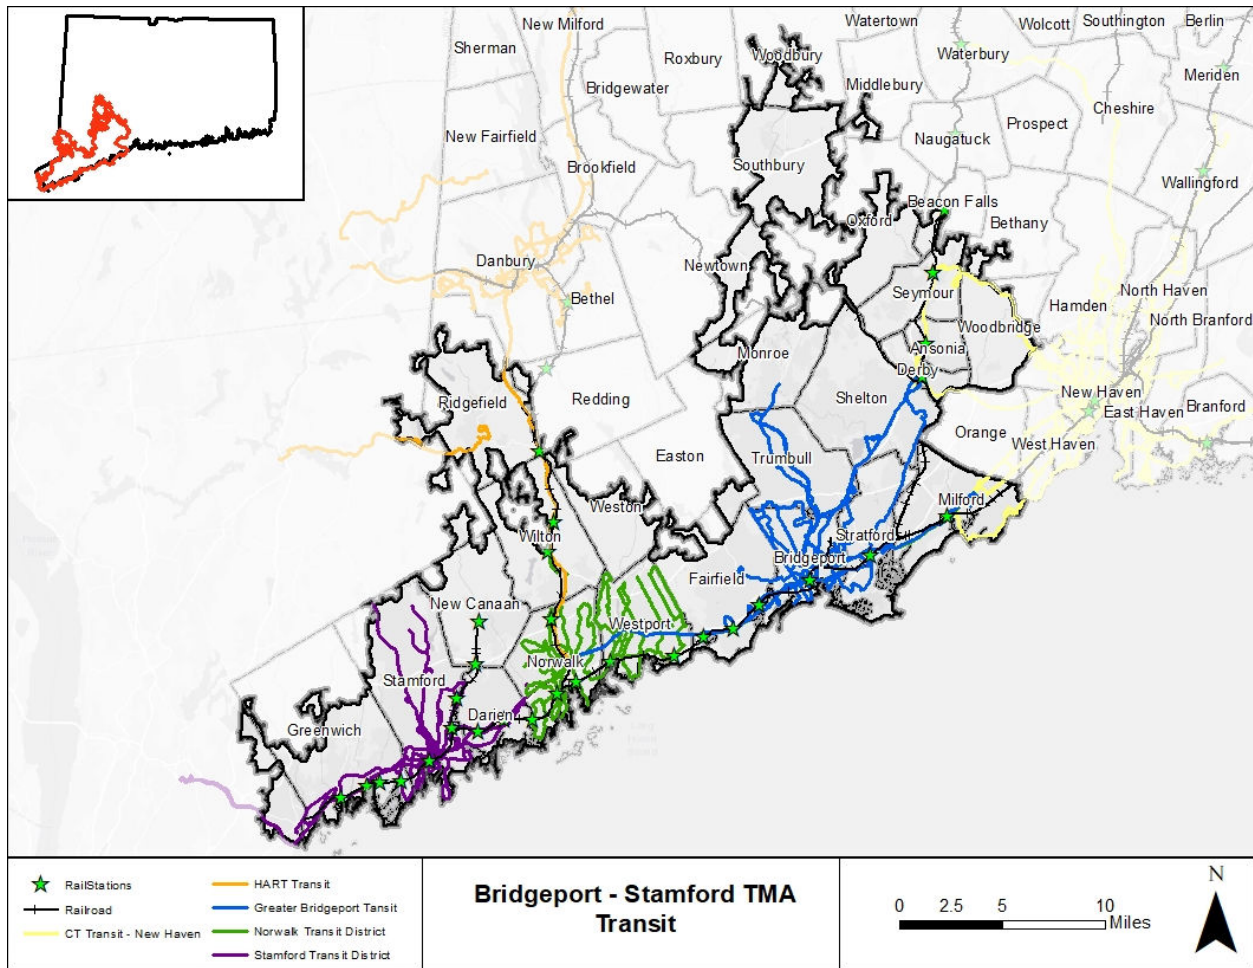 New Milford
Watertown
Wolcott
Southington
Berlin
Sherman
Roxbury
Woodbury
Waterbury
Middlebury
Meriden
Bridgewater
Cheshire
New Fairfield
Prospect
Naugatuck
Brookfield
Southbury
Wallingford
Beacon Falls
Oxford
Bethany
Danbury
Newtown
Bethel
Seymour
Hamden
North Haven
North Branford
Woodbridge
Ansonia
Monroe
Derby
Ridgefield
Redding
Shelton
New Haven
East Haven
Branford
Orange
West Haven
Easton
Trumbull
Weston
Milford
Wilton
Stratford
Bridgeport
Fairfield
New Canaan
Westport
Norwalk
Stamford
Darien
Greenwich
RailStations
Railroad
CT Transit - New Haven
HART Transit
Greater Bridgeport Tansit
Norwalk Transit District
Stamford Transit District
Bridgeport - Stamford TMA
Transit
0 2.5 5 10
Miles
N